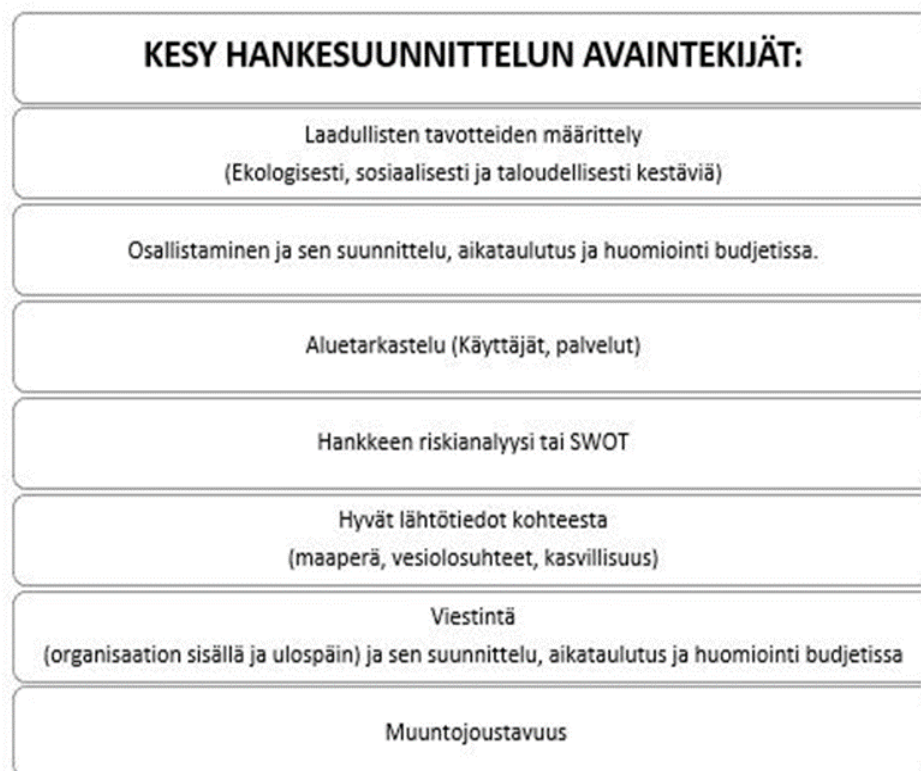 KESY HANKESUUNNITTELUN AVAINTEKIJÄT:
Laadullisten tavotteiden määrittely
(Ekologisesti, sosiaalisesti ja taloudellisesti kestäviä)
Osallistaminen ja sen suunnittelu, aikataulutus ja huomiointi budjetissa.
Aluetarkastelu (Käyttäjät, palvelut)
Hankkeen riskianalyysi tai SWOT
Hyvät lähtötiedot kohteesta
(maaperä, vesiolosuhteet, kasvillisuus)
Viestintä
(organisaation sisällä ja ulospäin) ja sen suunnittelu, aikataulutus ja huomiointi budjetissa
Muuntojoustavuus